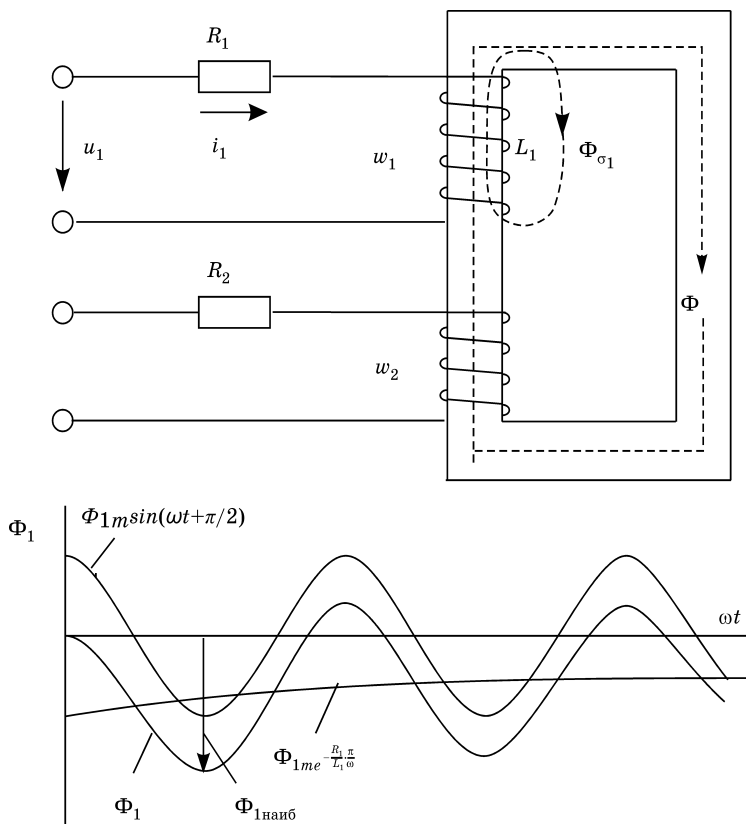 R₁
u₁
i₁
w₁
L₁
Φσ₁
R₂
Φ
w₂
Φ₁
Φ₁ₘsin(ωt+π/2)
ωt
Φ₁me^{-R₁/L₁·π/ω}
Φ₁
Φ₁наиб